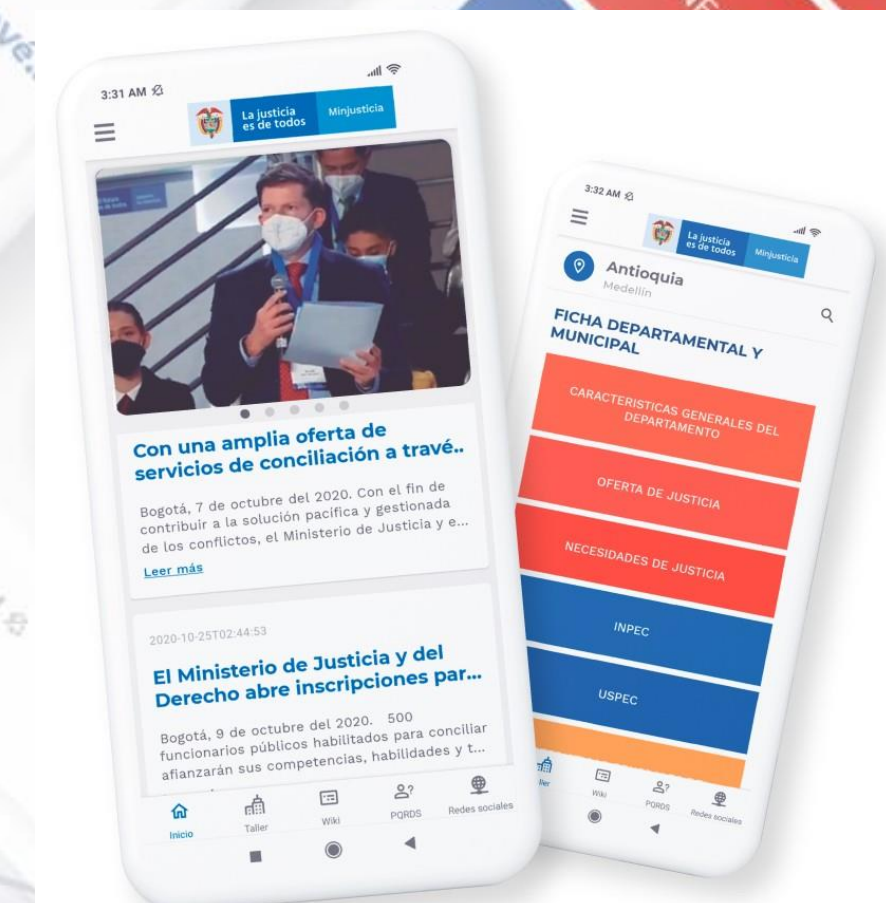 3:31 AM
La justicia
es de todos
Minjusticia
Con una amplia oferta de
servicios de conciliación a travé..
Bogotá, 7 de octubre del 2020. Con el fin de
contribuir a la solución pacífica y gestionada
de los conflictos, el Ministerio de Justicia y e...
Leer más
2020-10-25T02:44:53
El Ministerio de Justicia y del
Derecho abre inscripciones par...
Bogotá, 9 de octubre del 2020. 500
funcionarios públicos habilitados para conciliar
afianzarán sus competencias, habilidades y t...
Inicio
Taller
Wiki
PQRDS
Redes sociales
3:32 AM
La justicia
es de todos
Minjusticia
Antioquia
Medellín
FICHA DEPARTAMENTAL Y
MUNICIPAL
CARACTERISTICAS GENERALES DEL
DEPARTAMENTO
OFERTA DE JUSTICIA
NECESIDADES DE JUSTICIA
INPEC
USPEC
Wiki
PQRDS
Redes sociales